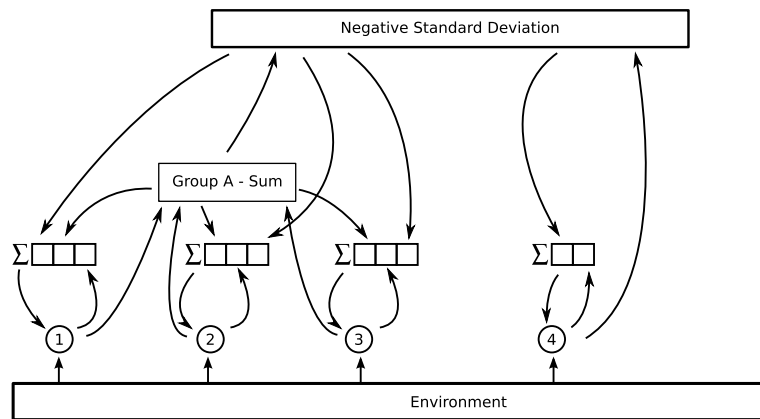 Negative Standard Deviation
Group A - Sum
Σ Σ Σ Σ
1 2 3 4
Environment